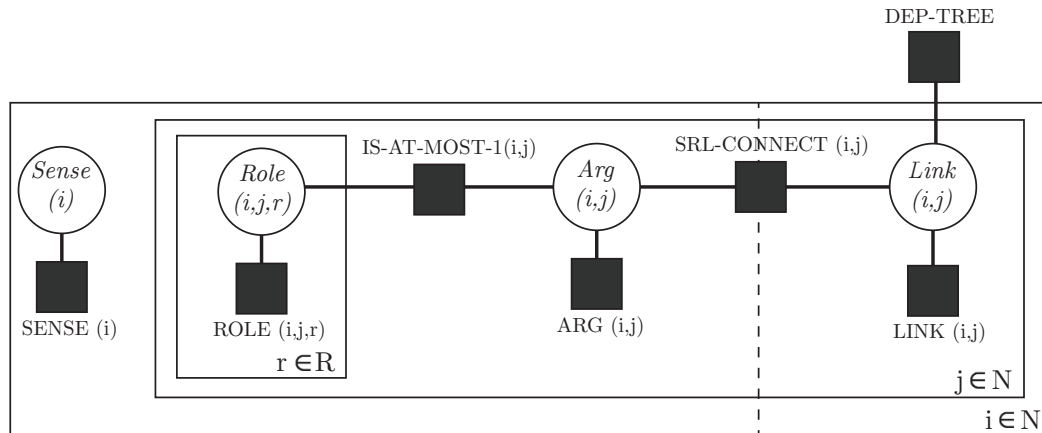 DEP-TREE
IS-AT-MOST-1(i,j)
SRL-CONNECT (i,j)
Sense
(i)
Role
(i,j,r)
Arg
(i,j)
Link
(i,j)
SENSE (i)
ROLE (i,j,r)
ARG (i,j)
LINK (i,j)
r ∈ R
j ∈ N
i ∈ N